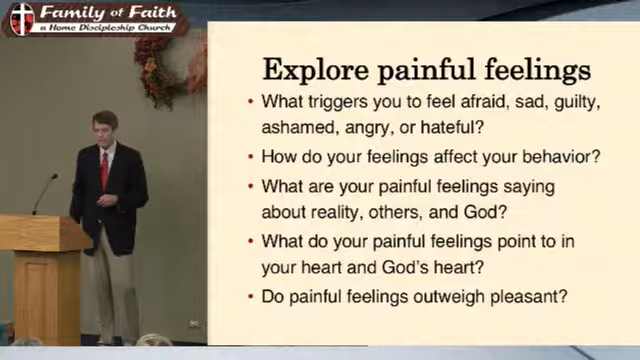 Family of Faith
a Home Discipleship Church
Explore painful feelings
• What triggers you to feel afraid, sad, guilty,
ashamed, angry, or hateful?
• How do your feelings affect your behavior?
• What are your painful feelings saying
about reality, others, and God?
• What do your painful feelings point to in
your heart and God's heart?
• Do painful feelings outweigh pleasant?